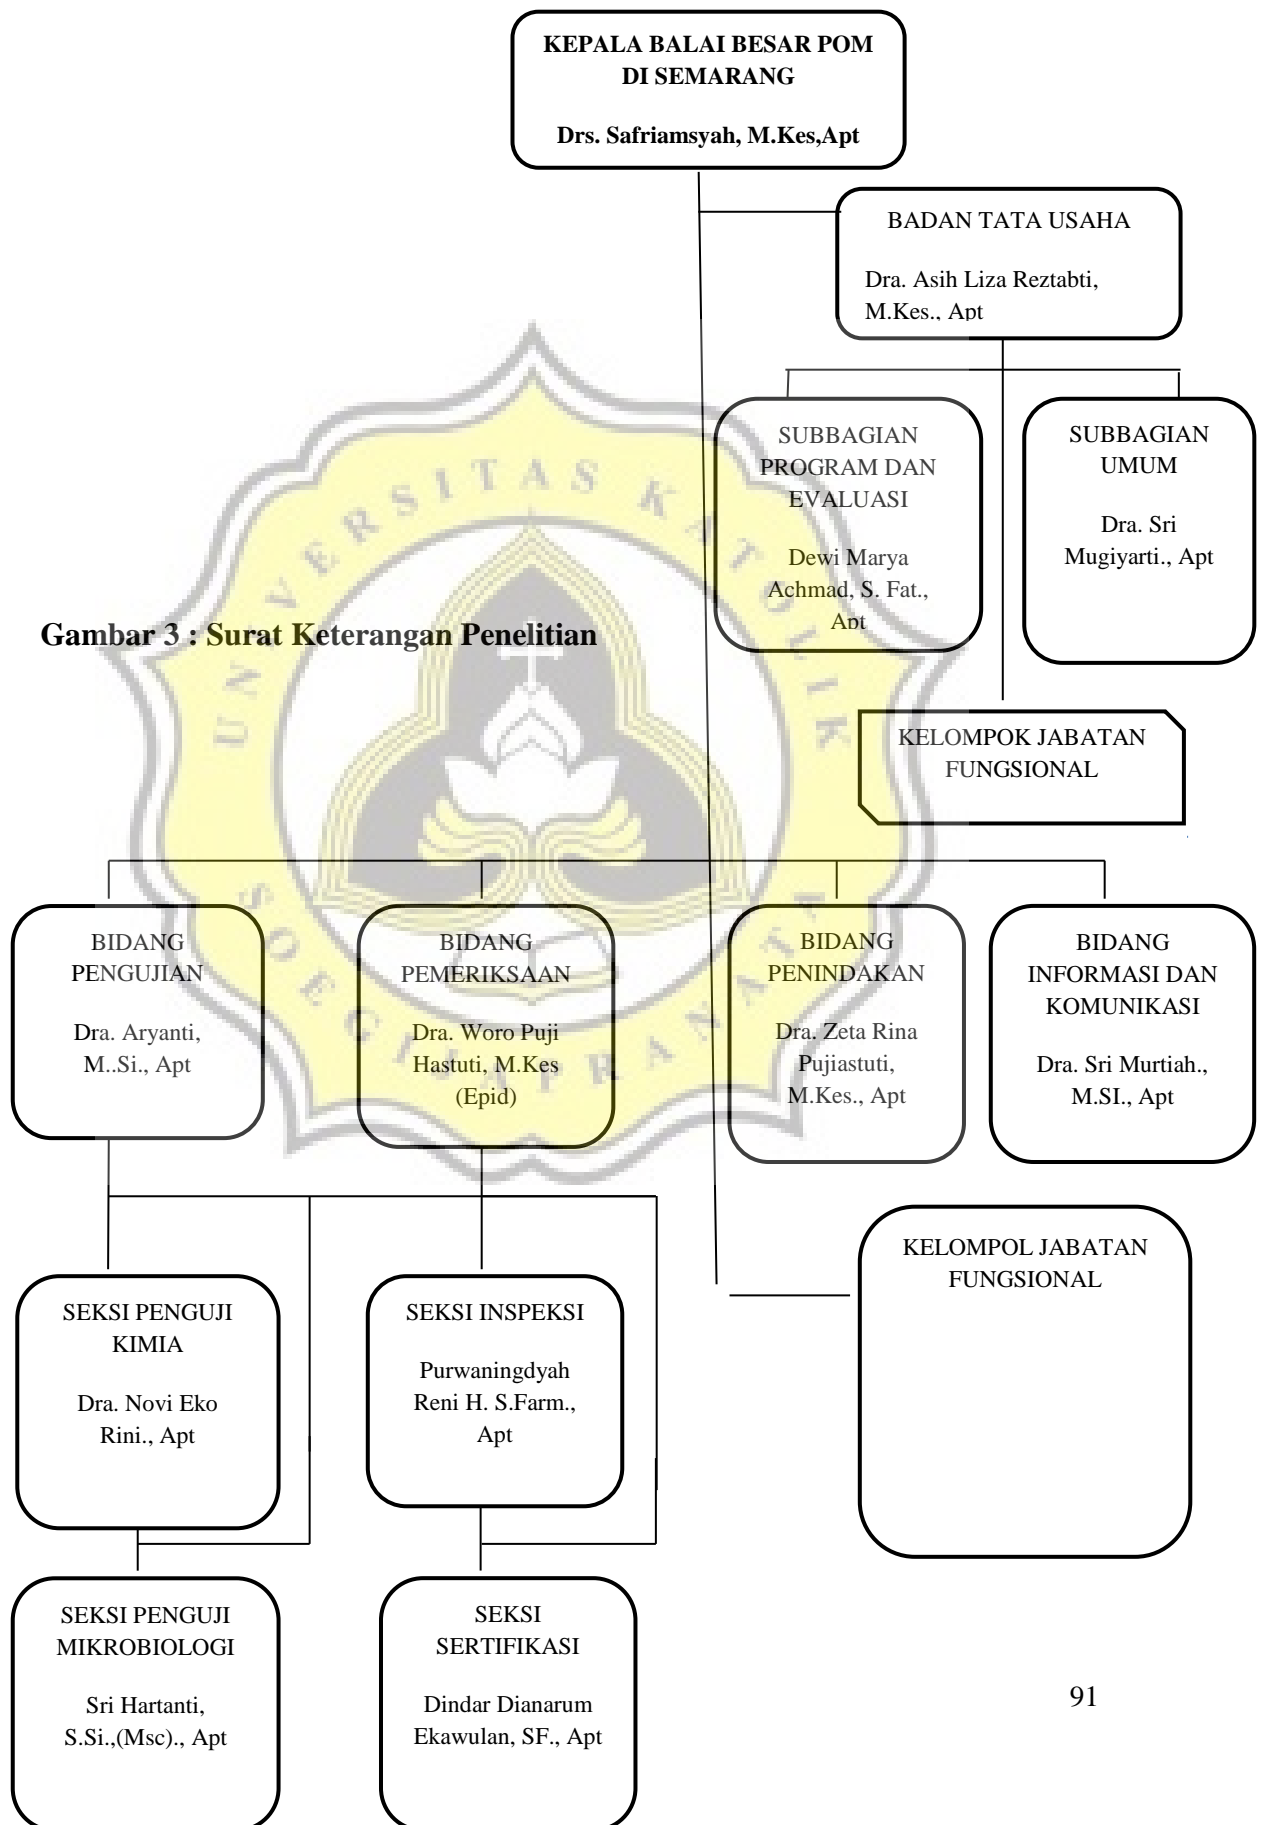 KEPALA BALAI BESAR POM
DI SEMARANG
Drs. Safriamsyah, M.Kes,Apt
BADAN TATA USAHA
Dra. Asih Liza Reztabti,
M.Kes., Apt
SUBBAGIAN
PROGRAM DAN
EVALUASI
Dewi Marya
Achmad, S. Fat.,
Apt
SUBBAGIAN
UMUM
Dra. Sri
Mugiyarti., Apt
Gambar 3 : Surat Keterangan Penelitian
KELOMPOK JABATAN
FUNGSIONAL
BIDANG
PENGUJIAN
Dra. Aryanti,
M..Si., Apt
BIDANG
PEMERIKSAAN
Dra. Woro Puji
Hastuti, M.Kes
(Epid)
BIDANG
PENINDAKAN
Dra. Zeta Rina
Pujiastuti,
M.Kes., Apt
BIDANG
INFORMASI DAN
KOMUNIKASI
Dra. Sri Murtiah.,
M.SI., Apt
KELOMPOL JABATAN
FUNGSIONAL
SEKSI PENGUJI
KIMIA
Dra. Novi Eko
Rini., Apt
SEKSI INSPEKSI
Purwaningdyah
Reni H. S.Farm.,
Apt
SEKSI PENGUJI
MIKROBIOLOGI
Sri Hartanti,
S.Si.,(Msc)., Apt
SEKSI
SERTIFIKASI
Dindar Dianarum
Ekawulan, SF., Apt
91
UNIVERSITAS KATOLIK
SOEGIJAPRANATA